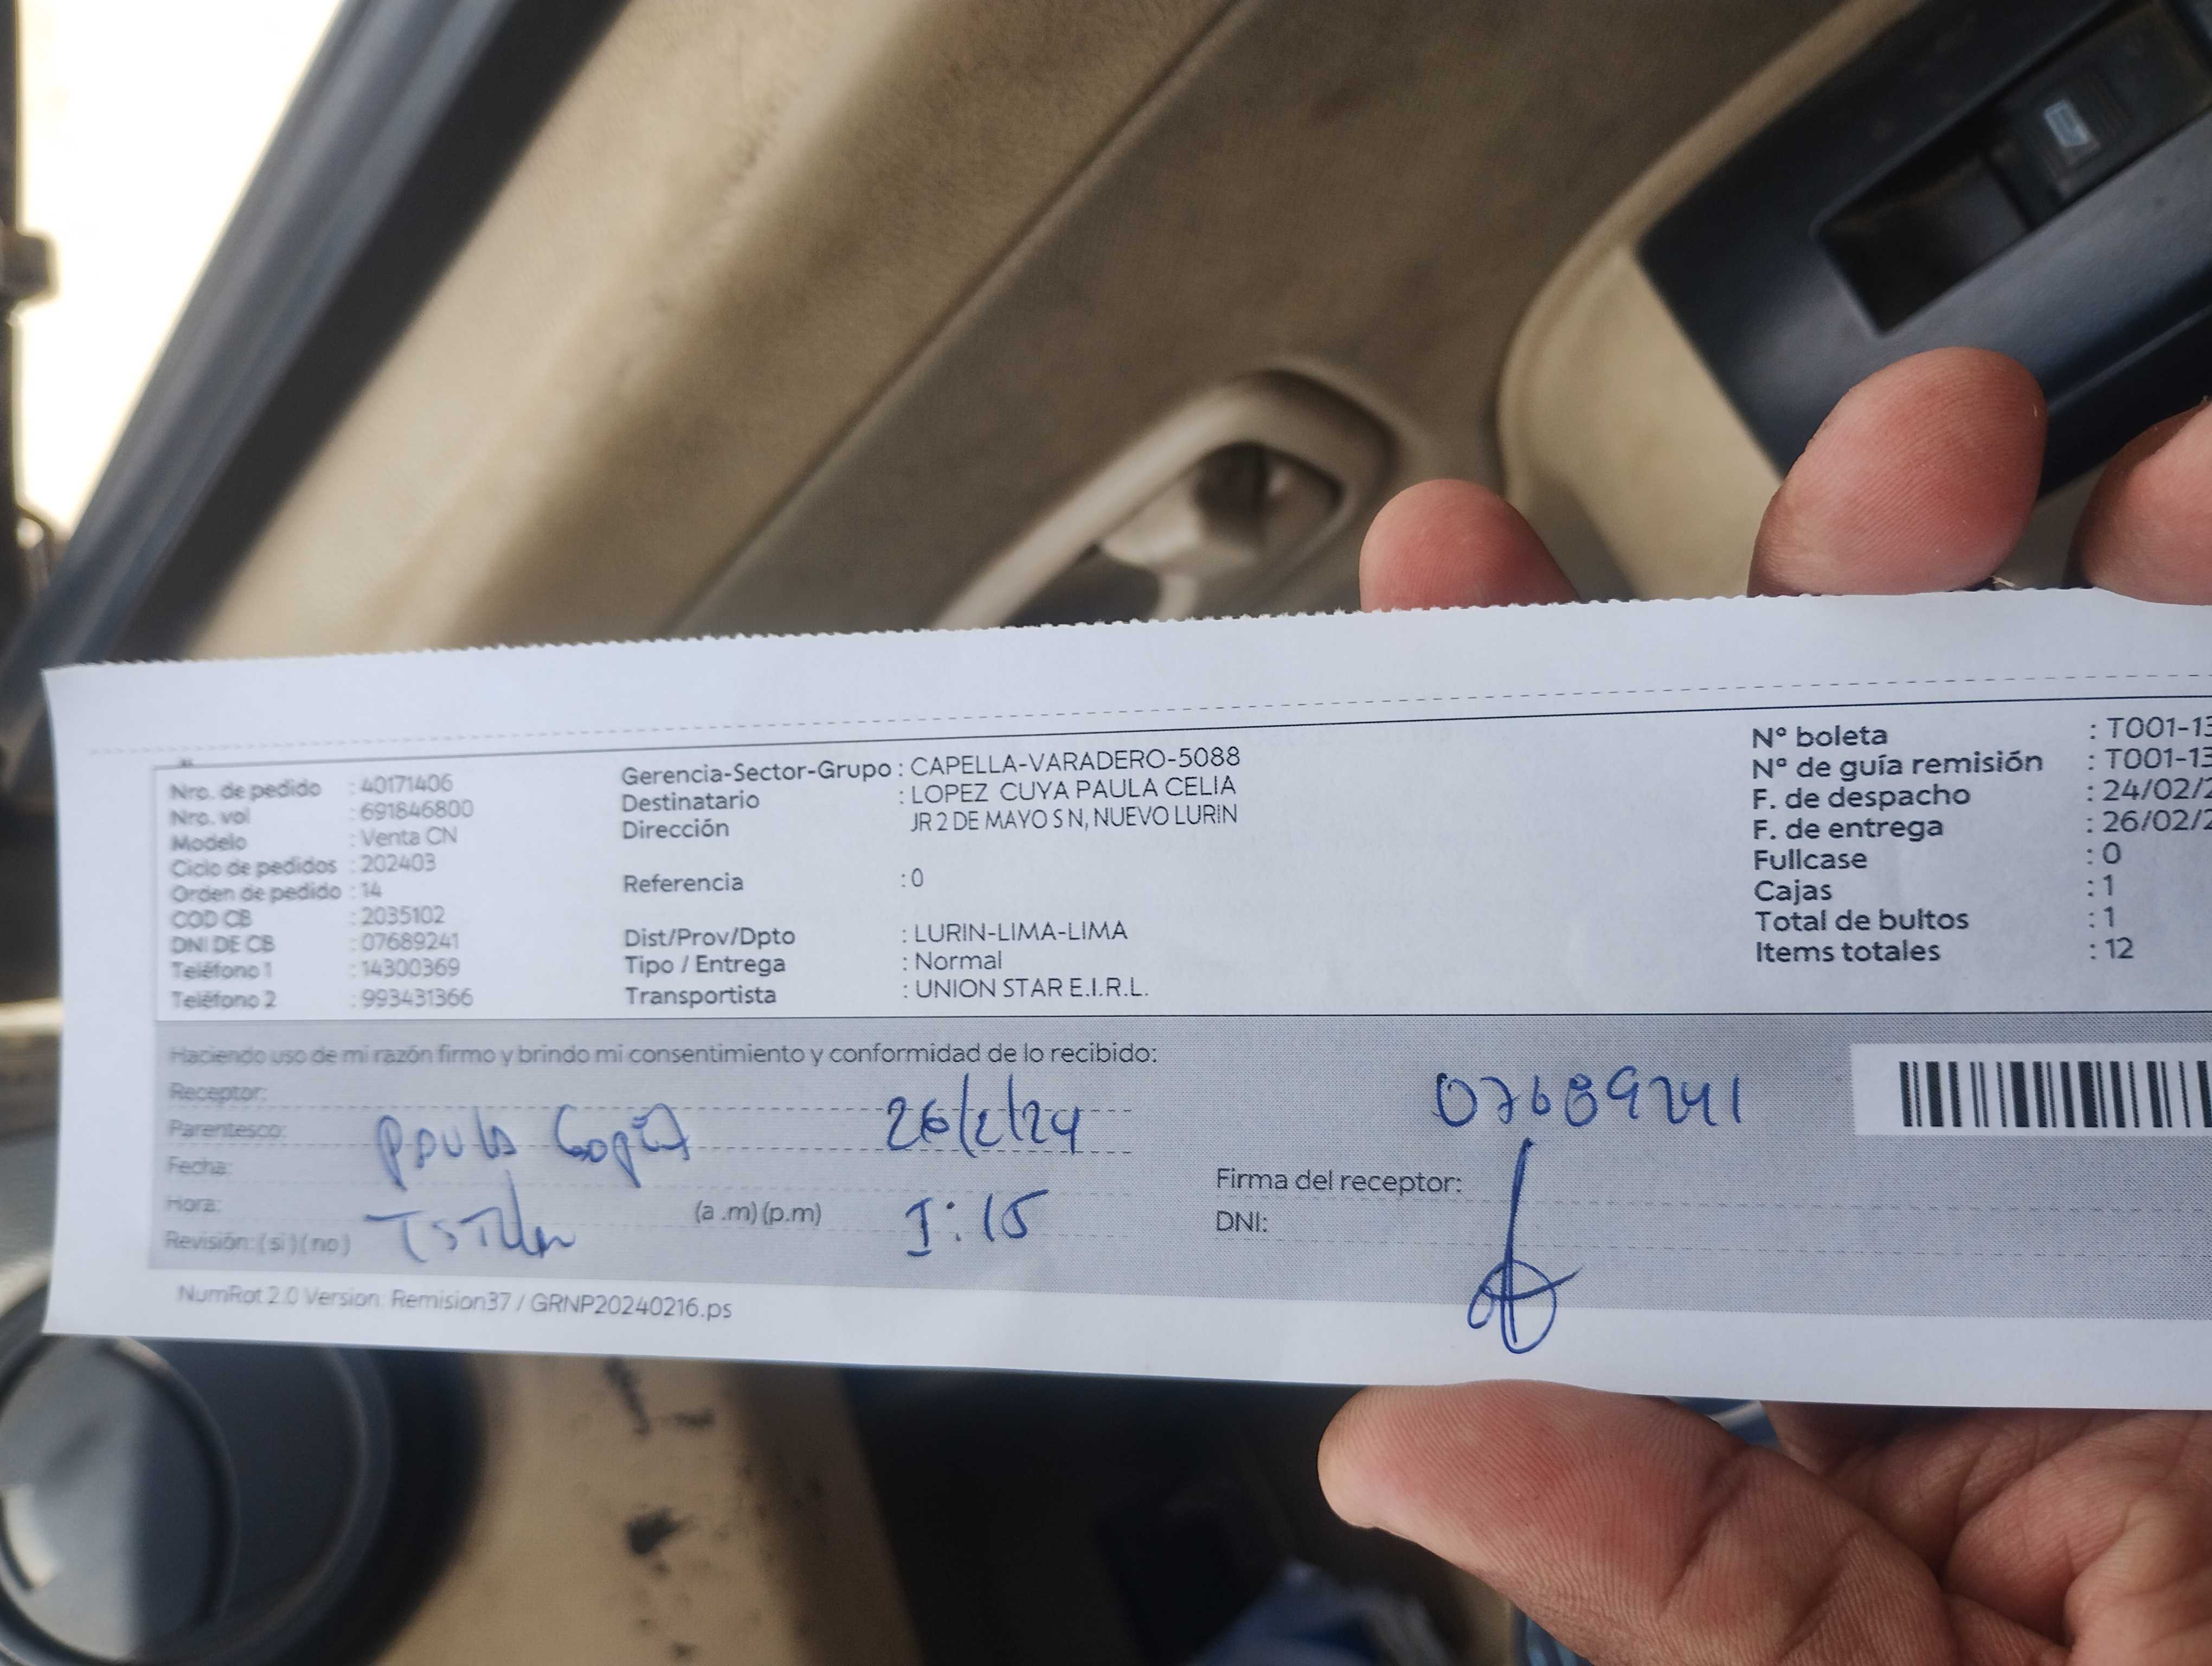 Nro. de pedido : 40171406
Nro. vol : 691846800
Modelo : Venta CN
Ciclo de pedidos : 202403
Orden de pedido : 14
COD CB : 2035102
DNI DE CB : 07689241
Teléfono 1 : 14300369
Teléfono 2 : 993431366
Gerencia-Sector-Grupo : CAPELLA-VARADERO-5088
Destinatario : LOPEZ CUYA PAULA CELIA
Dirección JR 2 DE MAYO S N, NUEVO LURIN
Referencia : 0
Dist/Prov/Dpto : LURIN-LIMA-LIMA
Tipo / Entrega : Normal
Transportista : UNION STAR E.I.R.L.
Nº boleta : T001-13
Nº de guía remisión : T001-13
F. de despacho : 24/02/2
F. de entrega : 26/02/2
Fullcase : 0
Cajas : 1
Total de bultos : 1
Items totales : 12
Haciendo uso de mi razón firmo y brindo mi consentimiento y conformidad de lo recibido:
Receptor:
Parentesco: Paula 26/2/24
Fecha:
Hora: (a .m) (p.m) 1:15
Revisión: ( si ) ( no )
07689241
Firma del receptor:
DNI:
NumRot 2.0 Version: Remision37 / GRNP20240216.ps